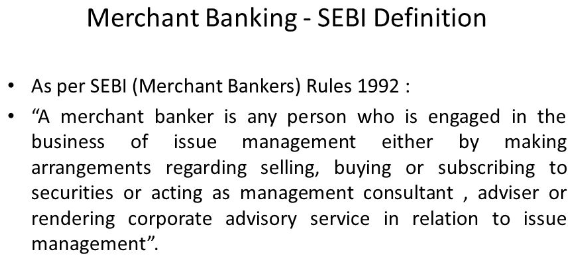 Merchant Banking - SEBI Definition
• As per SEBI (Merchant Bankers) Rules 1992 :
• “A merchant banker is any person who is engaged in the
business of issue management either by making
arrangements regarding selling, buying or subscribing to
securities or acting as management consultant , adviser or
rendering corporate advisory service in relation to issue
management”.